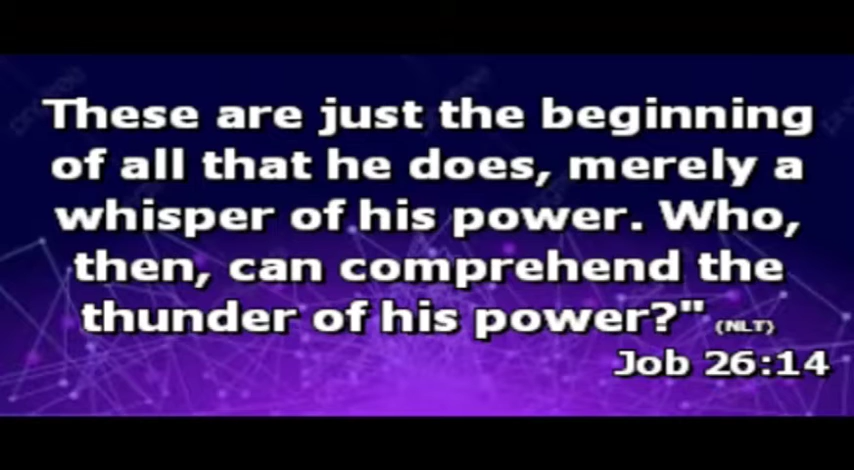 These are just the beginning
of all that he does, merely a
whisper of his power. Who,
then, can comprehend the
thunder of his power?" (NLT)
Job 26:14